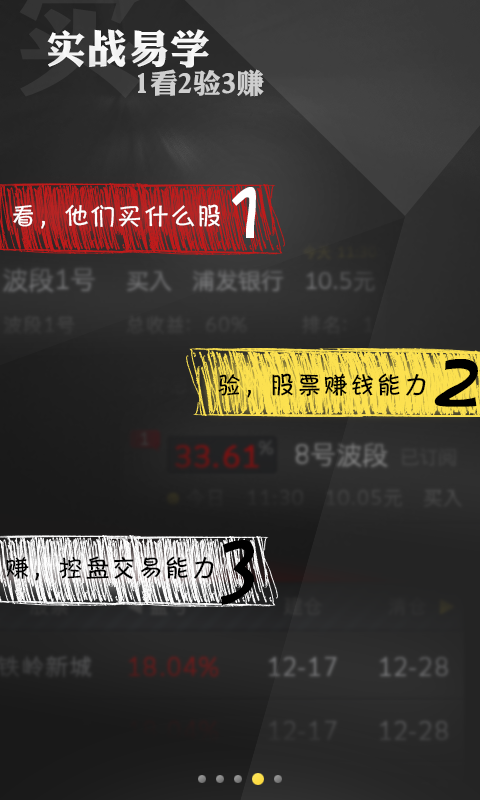 实战易学
1看2验3赚
看，他们买什么股 1
波段1号 买入 浦发银行 10.5元
波段1号 总收益：60% 排名：1
验，股票赚钱能力 2
1 33.61% 8号波段 已订阅
今日 11:30 10.05元 买入
赚，控盘交易能力 3
铁岭新城 18.04% 12-17 12-28
12-17 12-28